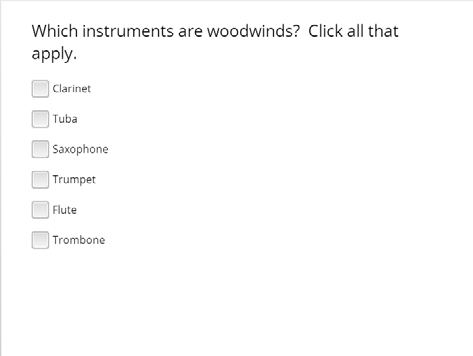 Which instruments are woodwinds?  Click all that
apply.
Clarinet
Tuba
Saxophone
Trumpet
Flute
Trombone